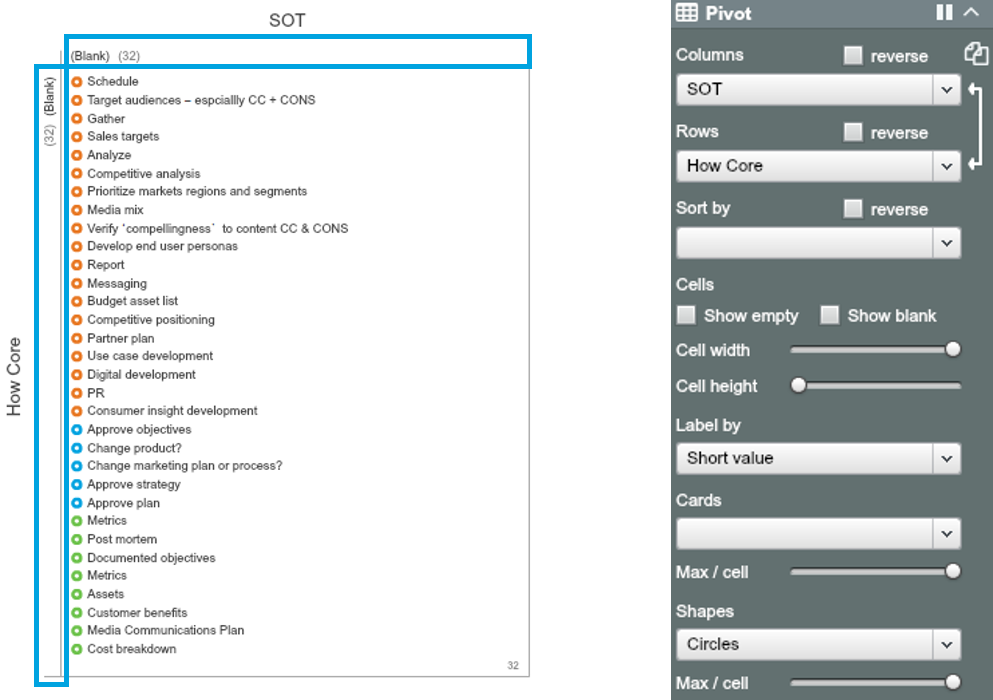 SOT
(Blank) (32)
(32) (Blank)
How Core
Schedule
Target audiences – espciallly CC + CONS
Gather
Sales targets
Analyze
Competitive analysis
Prioritize markets regions and segments
Media mix
Verify ‘compellingness’ to content CC & CONS
Develop end user personas
Report
Messaging
Budget asset list
Competitive positioning
Partner plan
Use case development
Digital development
PR
Consumer insight development
Approve objectives
Change product?
Change marketing plan or process?
Approve strategy
Approve plan
Metrics
Post mortem
Documented objectives
Metrics
Assets
Customer benefits
Media Communications Plan
Cost breakdown
32
Pivot
Columns reverse
SOT
Rows reverse
How Core
Sort by reverse
Cells
Show empty Show blank
Cell width
Cell height
Label by
Short value
Cards
Max / cell
Shapes
Circles
Max / cell